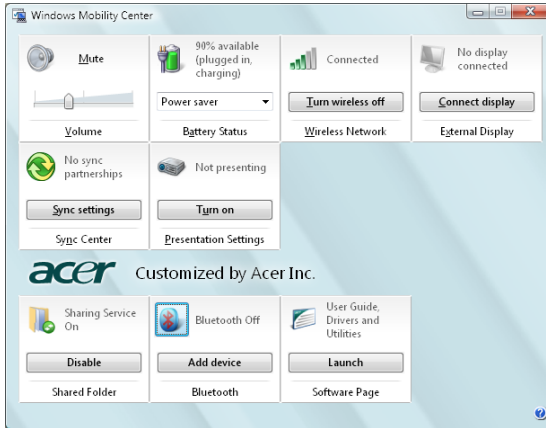 Windows Mobility Center
Mute
Volume
90% available
(plugged in,
charging)
Power saver
Battery Status
Connected
Turn wireless off
Wireless Network
No display
connected
Connect display
External Display
No sync
partnerships
Sync settings
Sync Center
Not presenting
Turn on
Presentation Settings
acer Customized by Acer Inc.
Sharing Service
On
Disable
Shared Folder
Bluetooth Off
Add device
Bluetooth
User Guide,
Drivers and
Utilities
Launch
Software Page